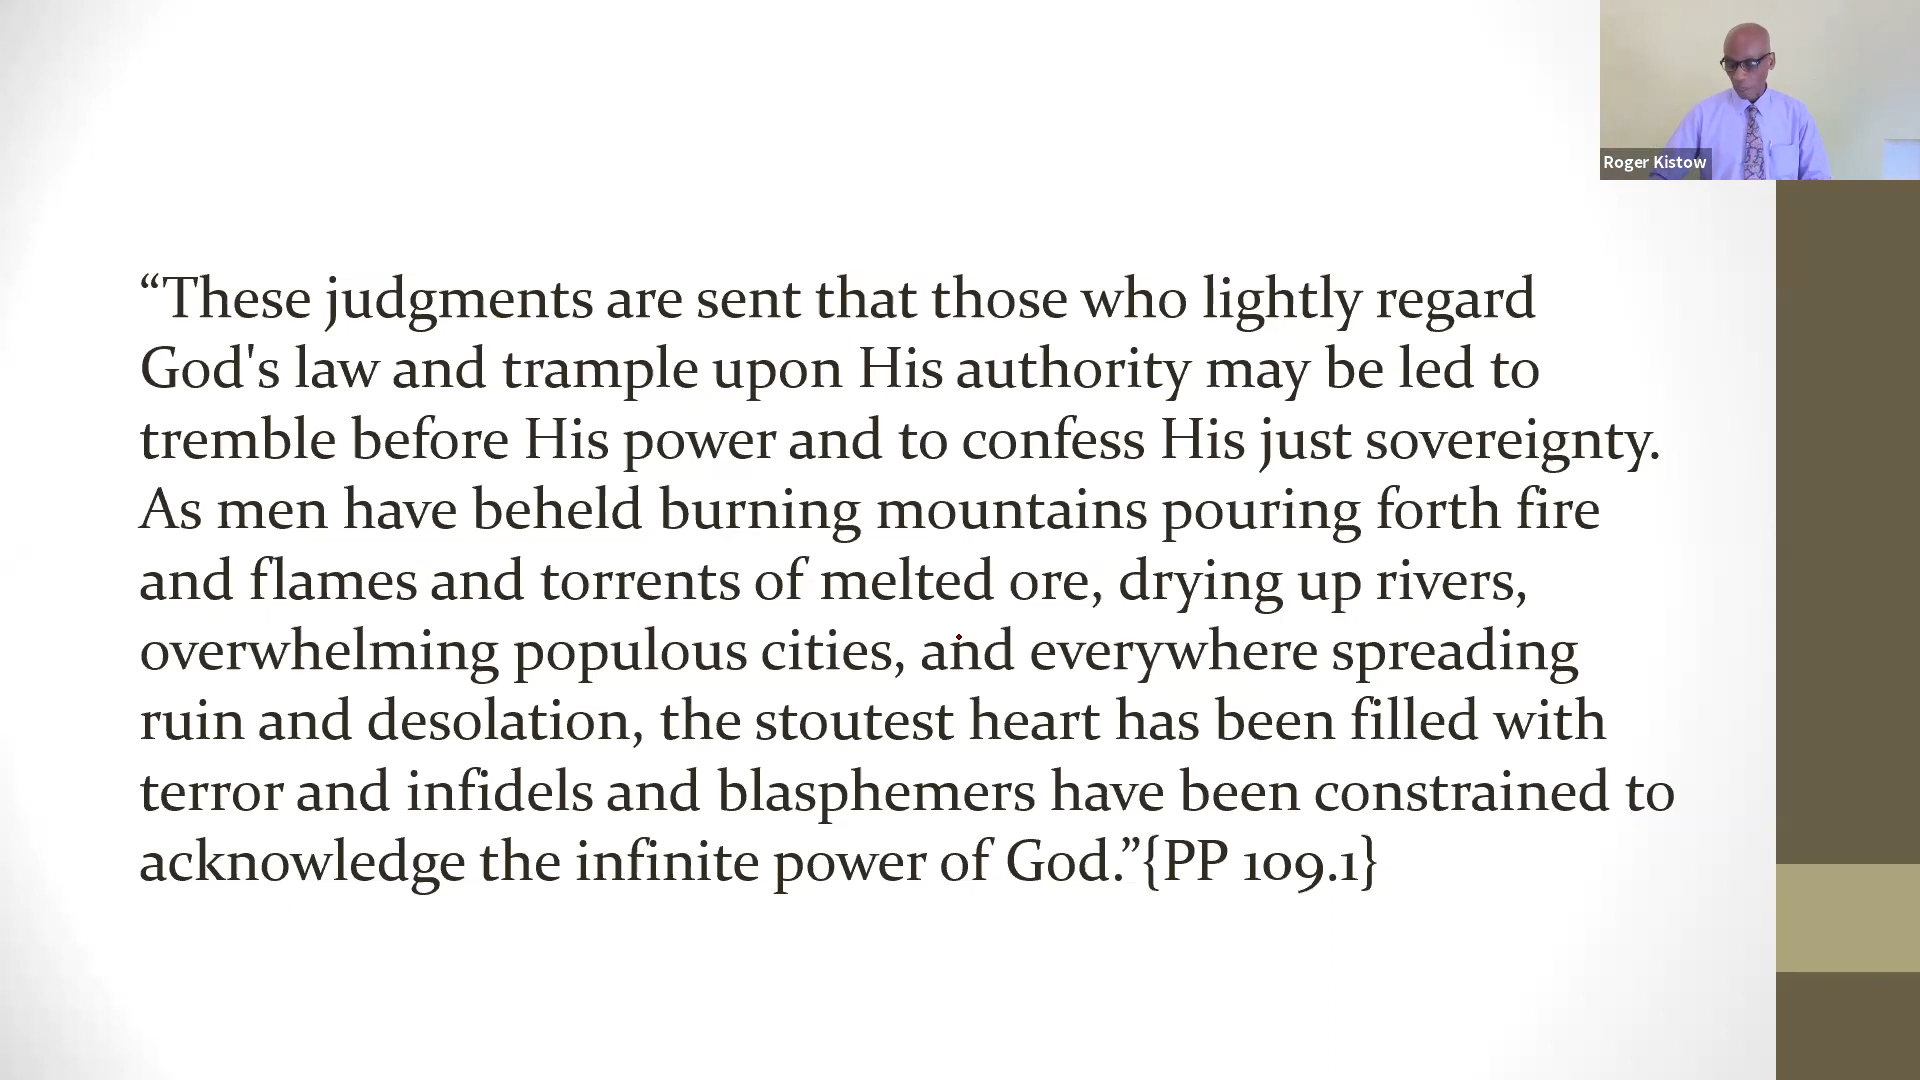 Roger Kistow
“These judgments are sent that those who lightly regard
God's law and trample upon His authority may be led to
tremble before His power and to confess His just sovereignty.
As men have beheld burning mountains pouring forth fire
and flames and torrents of melted ore, drying up rivers,
overwhelming populous cities, and everywhere spreading
ruin and desolation, the stoutest heart has been filled with
terror and infidels and blasphemers have been constrained to
acknowledge the infinite power of God.”{PP 109.1}